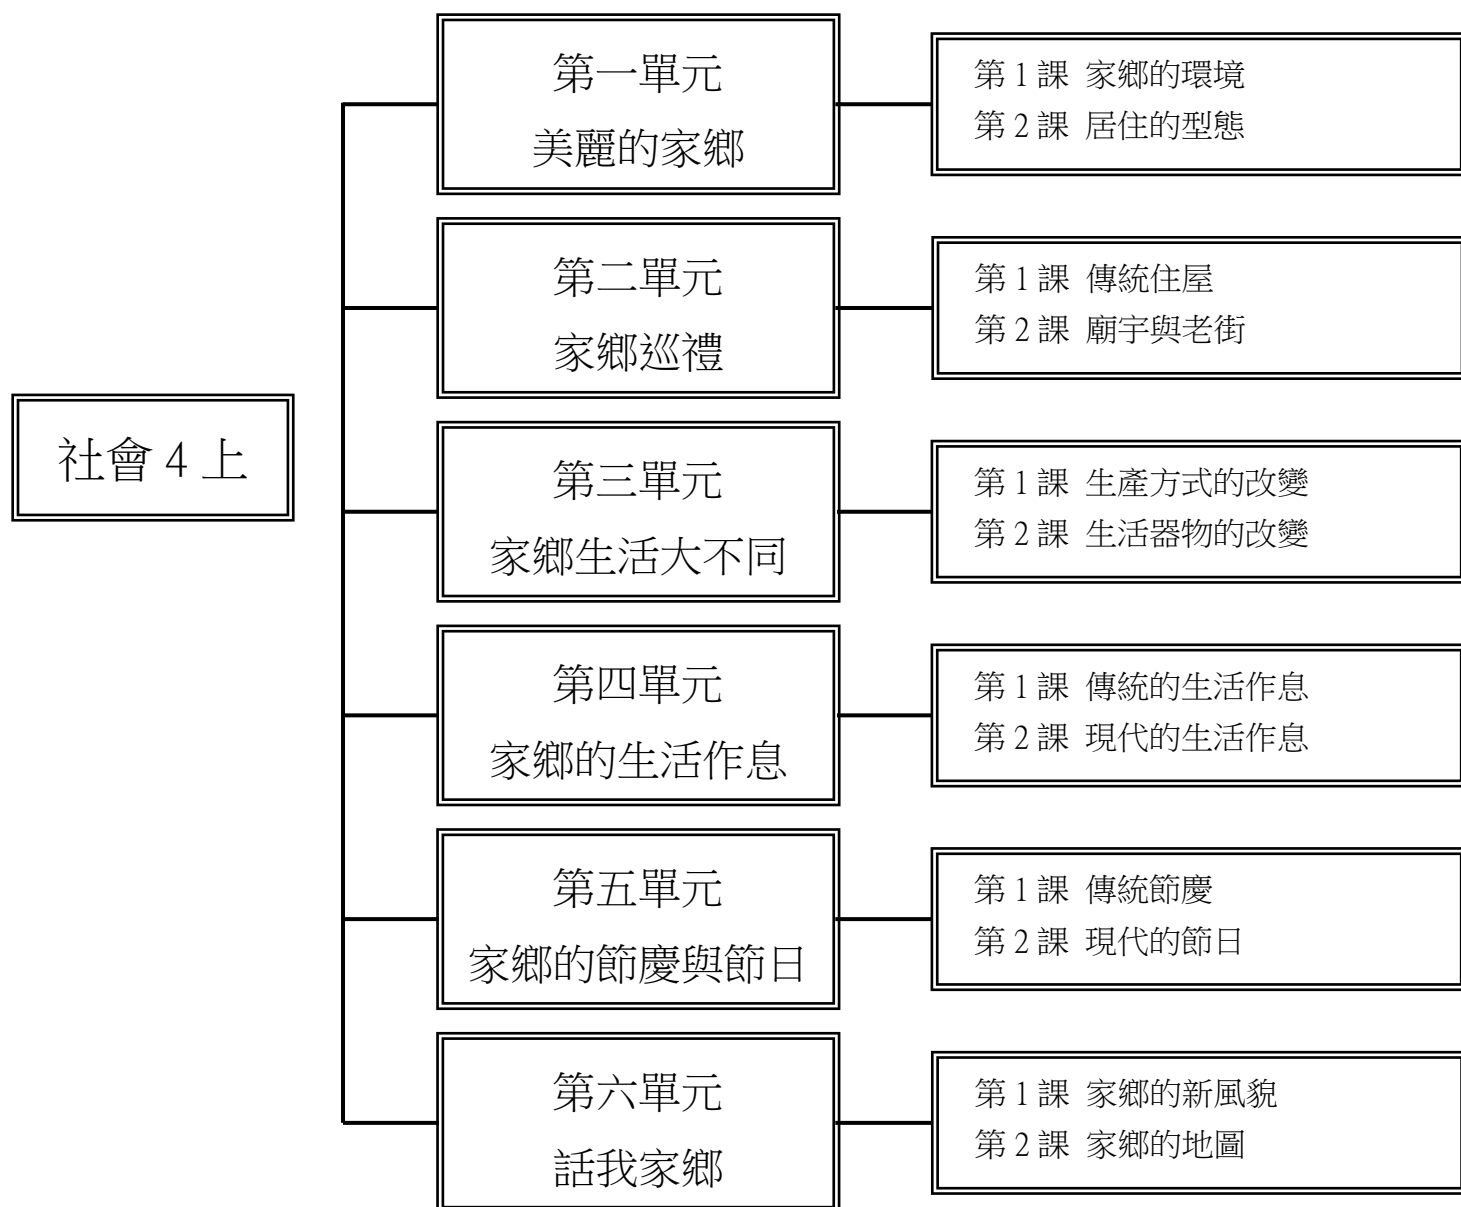 社會 4 上
第一單元
美麗的家鄉
第 1 課 家鄉的環境
第 2 課 居住的型態
第二單元
家鄉巡禮
第 1 課 傳統住屋
第 2 課 廟宇與老街
第三單元
家鄉生活大不同
第 1 課 生產方式的改變
第 2 課 生活器物的改變
第四單元
家鄉的生活作息
第 1 課 傳統的生活作息
第 2 課 現代的生活作息
第五單元
家鄉的節慶與節日
第 1 課 傳統節慶
第 2 課 現代的節日
第六單元
話我家鄉
第 1 課 家鄉的新風貌
第 2 課 家鄉的地圖